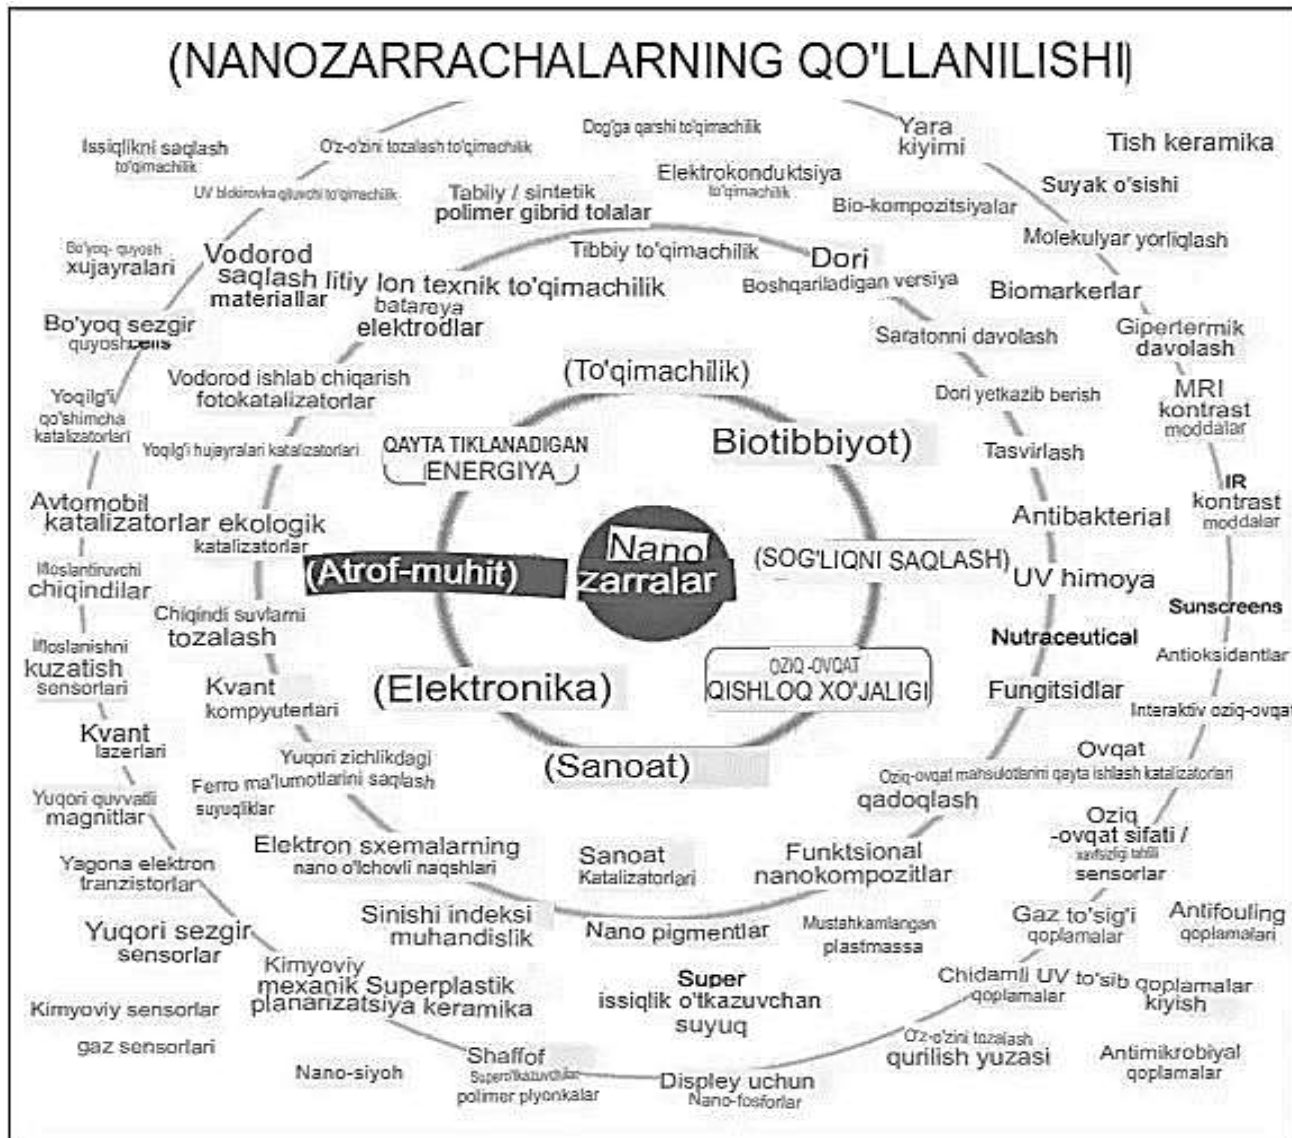 (NANOZARRACHALARNING QO'LLANILISHI)
Issiqlikni saqlash
to'qimachilik
O'z-o'zini tozalash to'qimachilik
Dog'ga qarshi to'qimachilik
Yara
kiyimi
Tish keramika
UV blokirovka qiluvchi to'qimachilik
Tabiiy / sintetik
polimer gibrid tolalar
Elektrokonduktsiya
to'qimachilik
Bio-kompozitsiyalar
Suyak o'sishi
Bo'yoq- quyosh
xujayralari
Vodorod
saqlash litiy Ion texnik to'qimachilik
materiallar
batareya
elektrodlar
Tibbiy to'qimachilik
Dori
Boshqariladigan versiya
Molekulyar yorliqlash
Biomarkerlar
Bo'yoq sezgir
quyosh cells
Saratonni davolash
Gipertermik
davolash
Vodorod ishlab chiqarish
fotokatalizatorlar
(To'qimachilik)
Dori yetkazib berish
MRI
kontrast
moddalar
Yoqilg'i
qo'shimcha
katalizatorlari
Yoqilg'i hujayralari katalizatorlari
QAYTA TIKLANADIGAN
ENERGIYA
Biotibbiyot)
Tasvirlash
IR
kontrast
moddalar
Avtomobil
katalizatorlar ekologik
katalizatorlar
Nano
zarralar
(Atrof-muhit)
(SOG'LIQNI SAQLASH)
Antibakterial
UV himoya
Ifloslantiruvchi
chiqindilar
Chiqindi suvlarni
tozalash
Sunscreens
Nutraceutical
Ifloslanishni
kuzatish
sensorlari
Kvant
kompyuterlari
(Elektronika)
OZIQ -OVQAT
QISHLOQ XO'JALIGI
Antioksidantlar
Fungitsidlar
Interaktiv oziq-ovqat
Kvant
lazerlari
Yuqori zichlikdagi
Ferro ma'lumotlarini saqlash
suyuqliklar
(Sanoat)
Ovqat
Oziq-ovqat mahsulotlarini qayta ishlash katalizatorlari
qadoqlash
Yuqori quvvatli
magnitlar
Elektron sxemalarning
nano o'lchovli naqshlari
Sanoat
Katalizatorlari
Funktsional
nanokompozitlar
Oziq
-ovqat sifati /
xavfsizligi tahlili
sensorlar
Yagona elektron
tranzistorlar
Sinishi indeksi
muhandislik
Nano pigmentlar
Mustahkamlangan
plastmassa
Gaz to'sig'i
qoplamalar
Antifouling
qoplamalari
Yuqori sezgir
sensorlar
Kimyoviy
mexanik Superplastik
planarizatsiya keramika
Super
issiqlik o'tkazuvchan
suyuq
Chidamli UV to'sib qoplamalar
qoplamalar
kiyish
Kimyoviy sensorlar
gaz sensorlari
Nano-siyoh
Shaffof
Supero'tkazuvchilar
polimer plyonkalar
Displey uchun
Nano-fosforlar
O'z-o'zini tozalash
qurilish yuzasi
Antimikrobiyal
qoplamalar